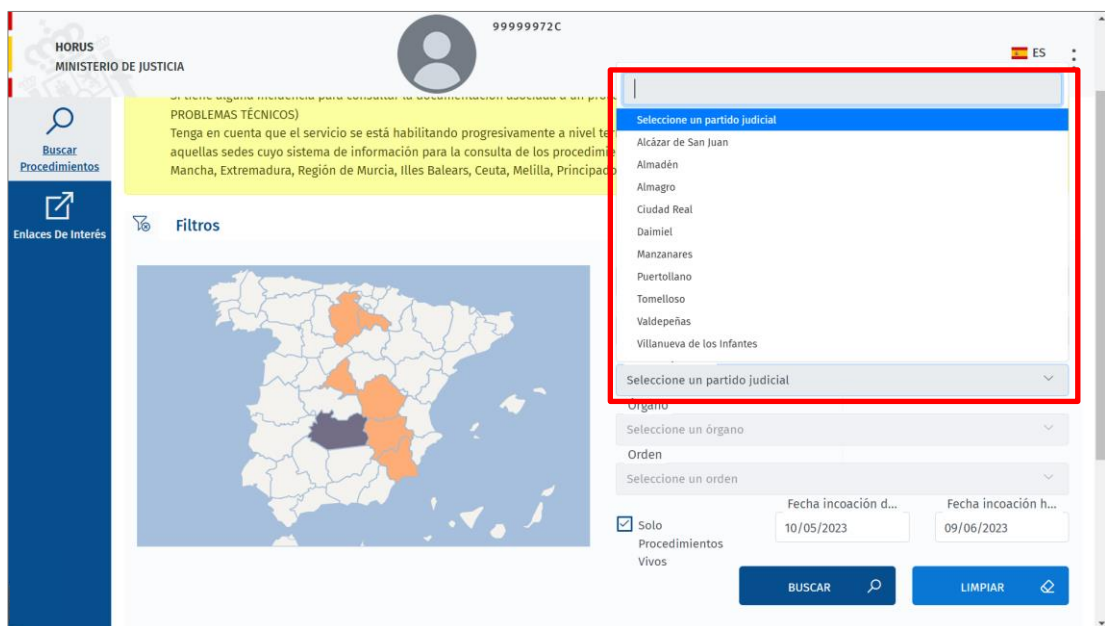 99999972C
HORUS
MINISTERIO DE JUSTICIA
ES
Buscar
Procedimientos
Enlaces De Interés
PROBLEMAS TÉCNICOS)
Tenga en cuenta que el servicio se está habilitando progresivamente a nivel
aquellas sedes cuyo sistema de información para la consulta de los
Mancha, Extremadura, Región de Murcia, Illes Balears, Ceuta, Melilla,
Filtros
Seleccione un partido judicial
Alcázar de San Juan
Almadén
Almagro
Ciudad Real
Daimiel
Manzanares
Puertollano
Tomelloso
Valdepeñas
Villanueva de los Infantes
Seleccione un partido judicial
Órgano
Seleccione un órgano
Orden
Seleccione un orden
Fecha incoación d...
Fecha incoación h...
Solo
Procedimientos
Vivos
10/05/2023
09/06/2023
BUSCAR
LIMPIAR